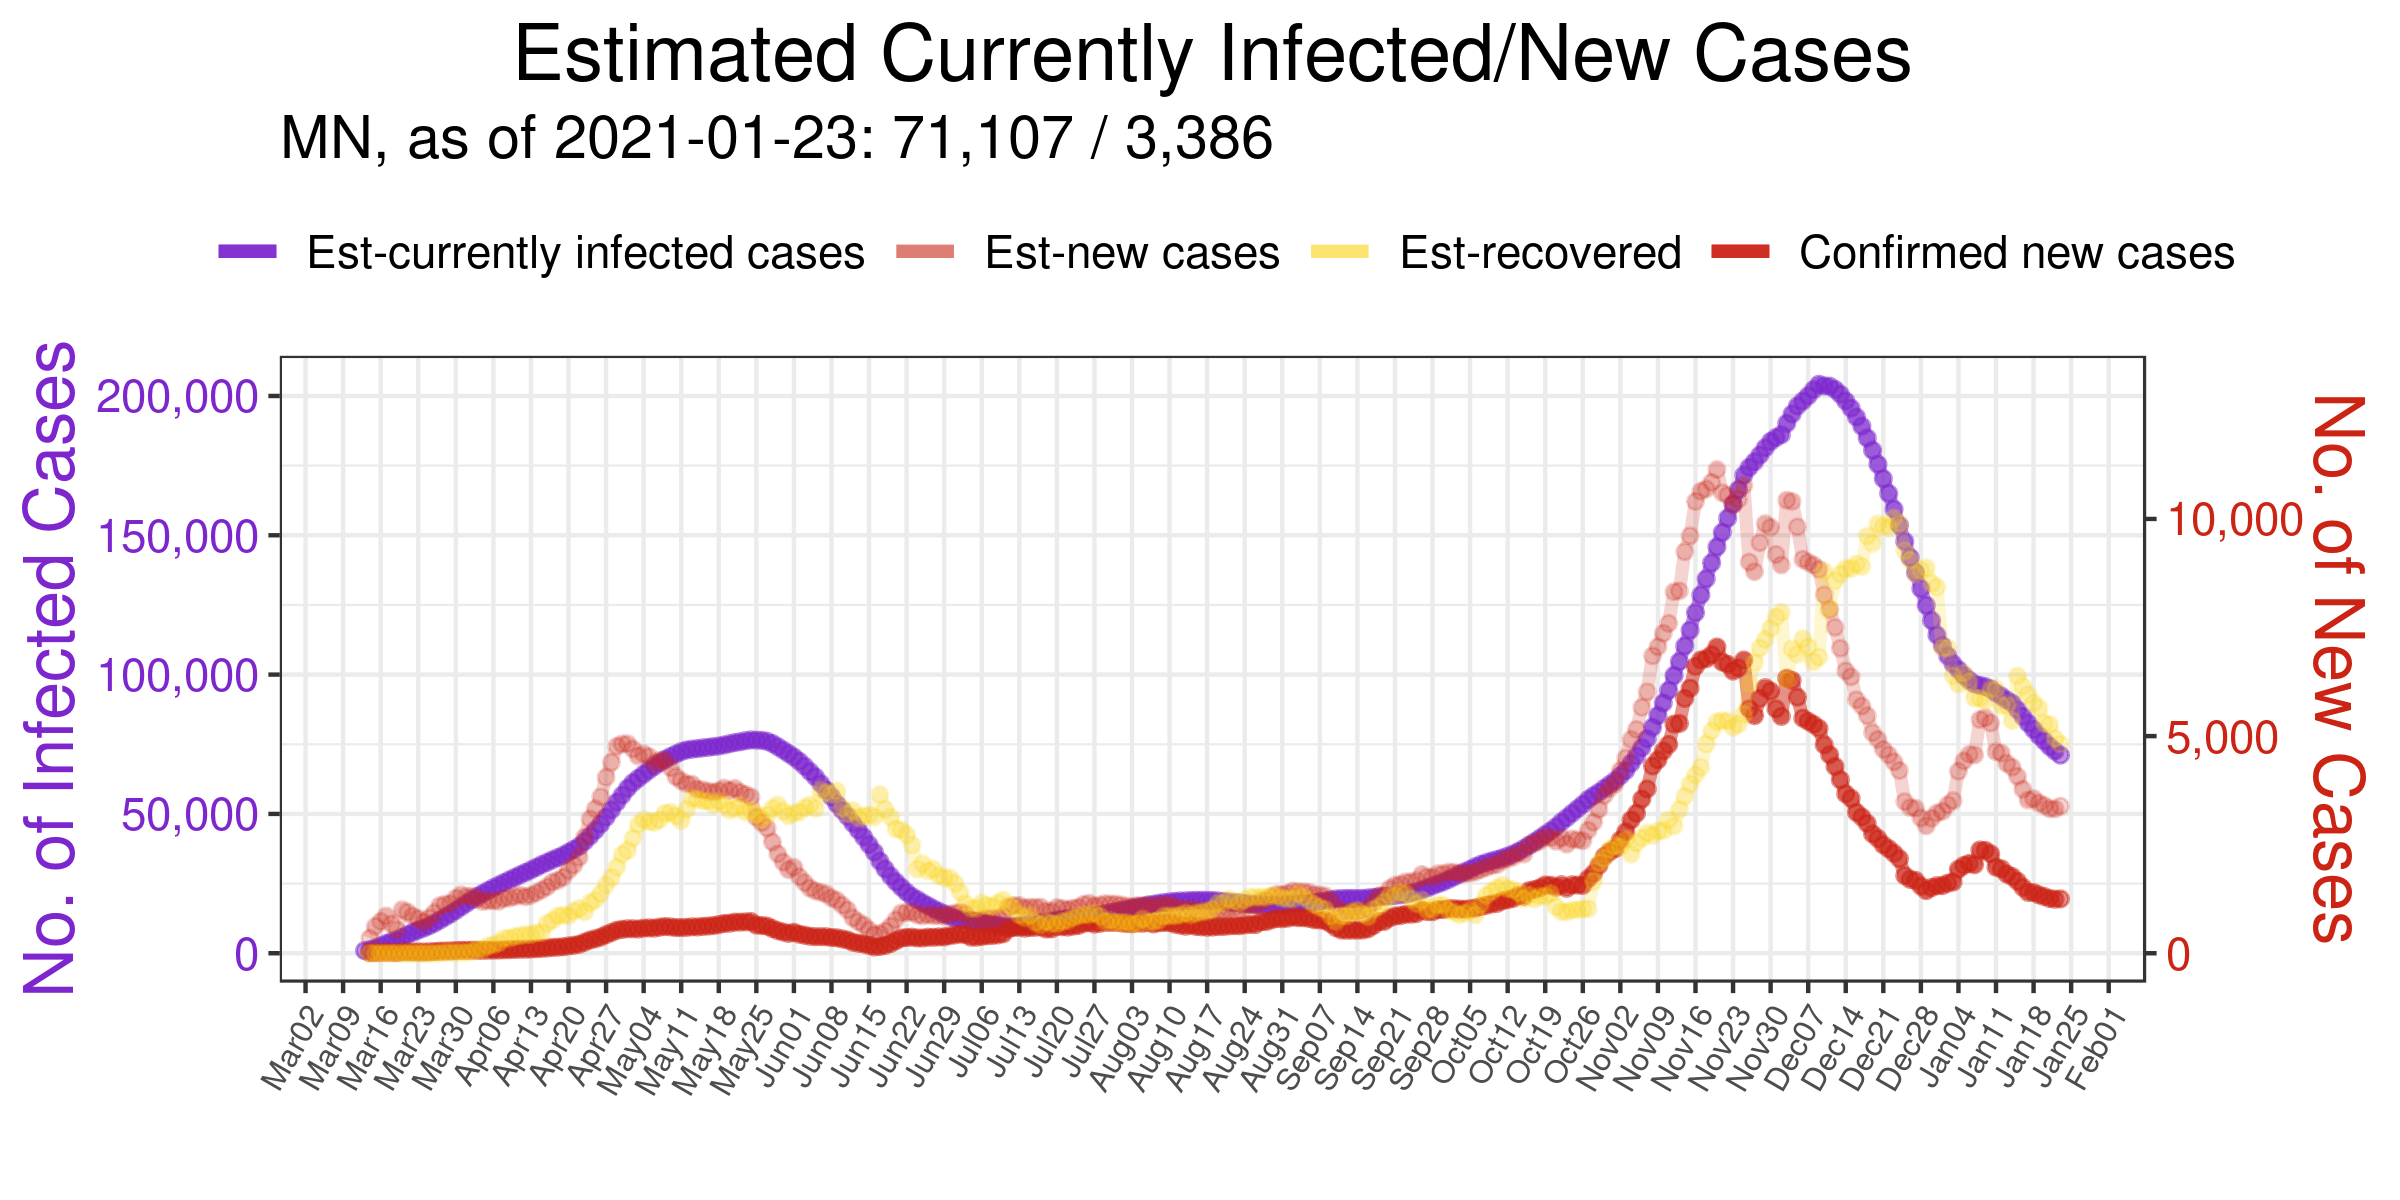 Estimated Currently Infected/New Cases
MN, as of 2021-01-23: 71,107 / 3,386
Est-currently infected cases Est-new cases Est-recovered Confirmed new cases
No. of Infected Cases
200,000
150,000
100,000
50,000
0
10,000
5,000
0
No. of New Cases
Mar02 Mar09 Mar16 Mar23 Mar30 Apr06 Apr13 Apr20 Apr27 May04 May11 May18 May25 Jun01 Jun08 Jun15 Jun22 Jun29 Jul06 Jul13 Jul20 Jul27 Aug03 Aug10 Aug17 Aug24 Aug31 Sep07 Sep14 Sep21 Sep28 Oct05 Oct12 Oct19 Oct26 Nov02 Nov09 Nov16 Nov23 Nov30 Dec07 Dec14 Dec21 Dec28 Jan04 Jan11 Jan18 Jan25 Feb01